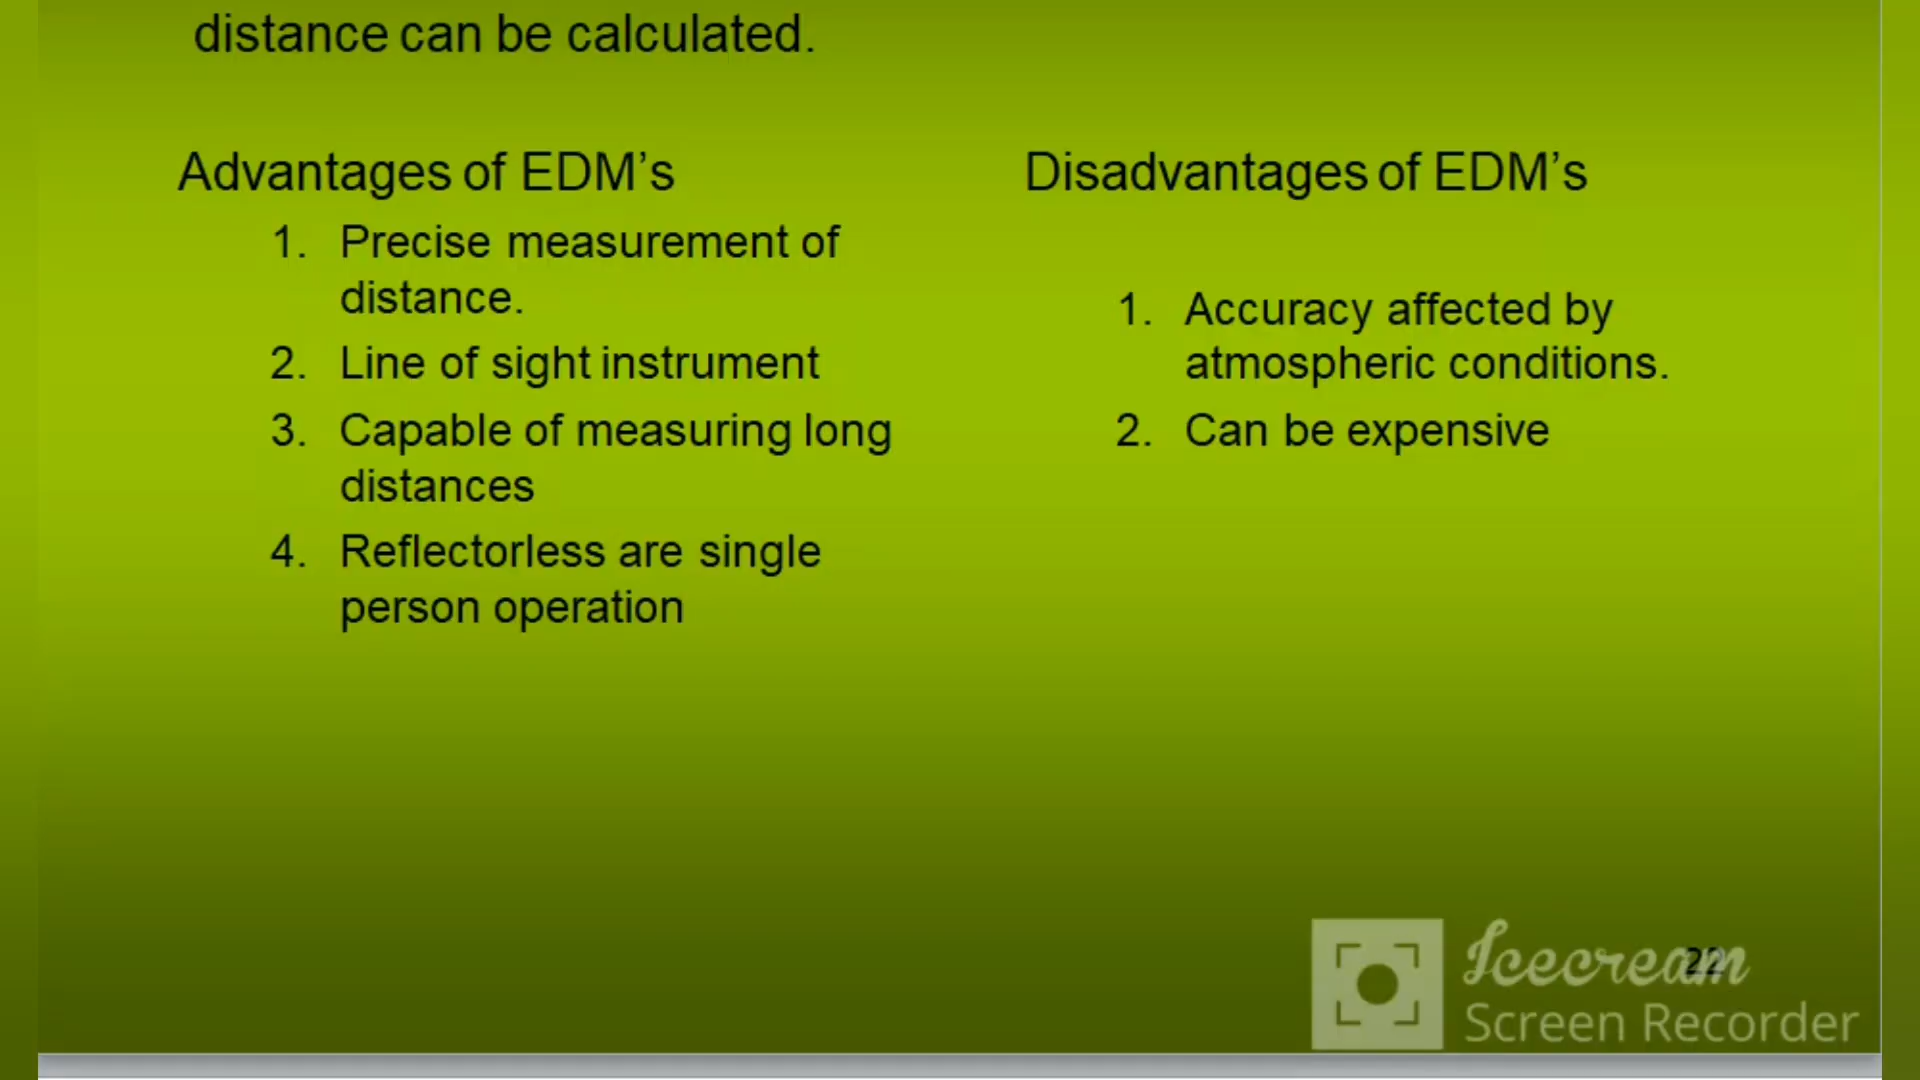 distance can be calculated.
Advantages of EDM’s
1. Precise measurement of
distance.
2. Line of sight instrument
3. Capable of measuring long
distances
4. Reflectorless are single
person operation
Disadvantages of EDM’s
1. Accuracy affected by
atmospheric conditions.
2. Can be expensive
22
Icecream
Screen Recorder